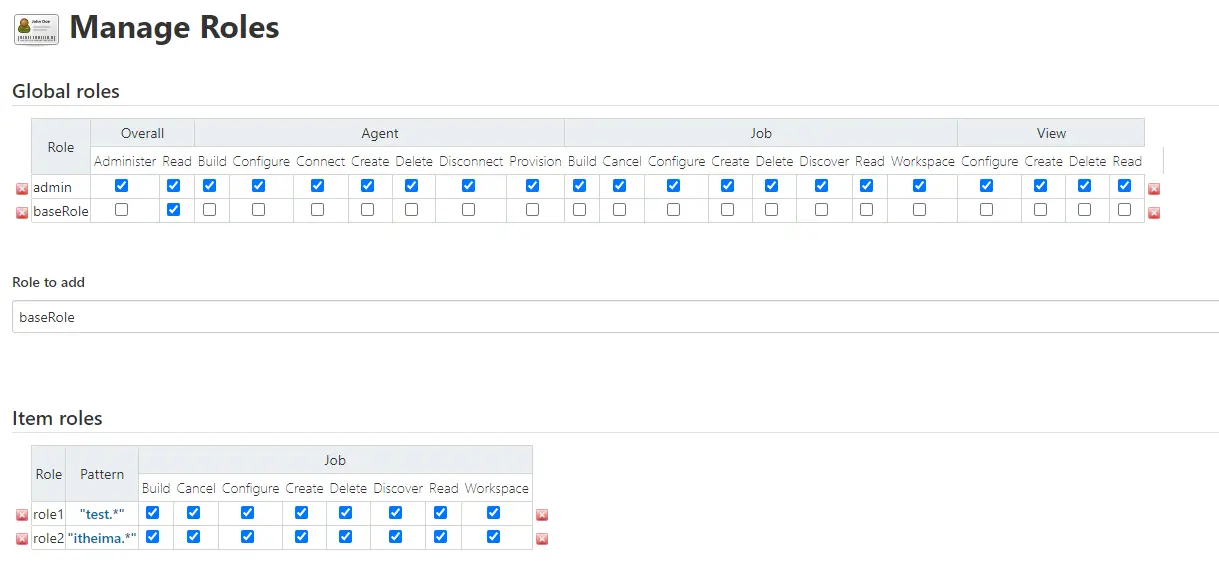 Manage Roles
Global roles
Role Overall Agent Job View
Administer Read Build Configure Connect Create Delete Disconnect Provision Build Cancel Configure Create Delete Discover Read Workspace Configure Create Delete Read
admin
baseRole
Role to add
baseRole
Item roles
Role Pattern Job
Build Cancel Configure Create Delete Discover Read Workspace
role1 "test.*"
role2 "itheima.*"